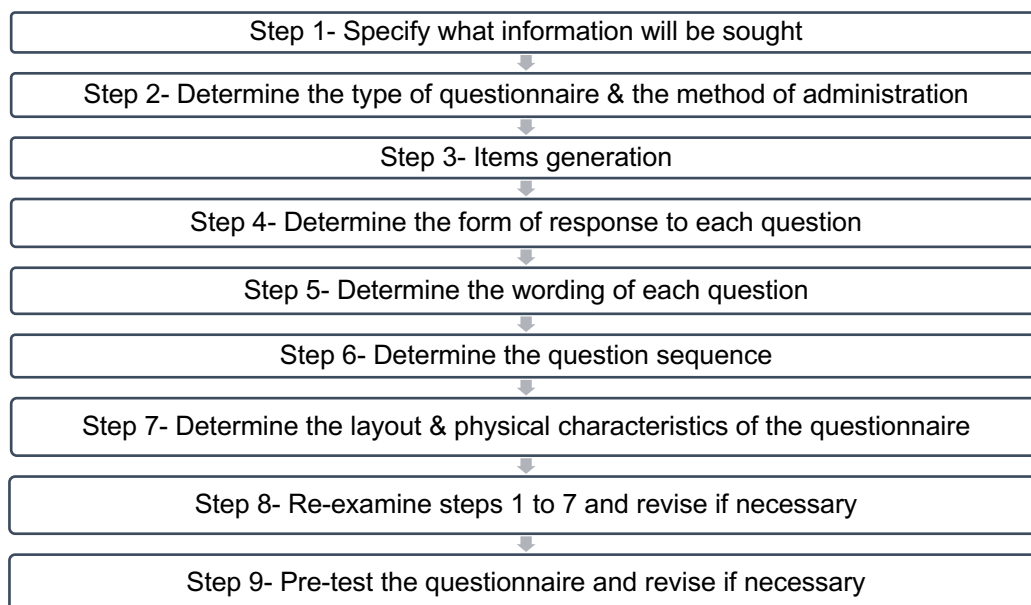 Step 1- Specify what information will be sought
Step 2- Determine the type of questionnaire & the method of administration
Step 3- Items generation
Step 4- Determine the form of response to each question
Step 5- Determine the wording of each question
Step 6- Determine the question sequence
Step 7- Determine the layout & physical characteristics of the questionnaire
Step 8- Re-examine steps 1 to 7 and revise if necessary
Step 9- Pre-test the questionnaire and revise if necessary